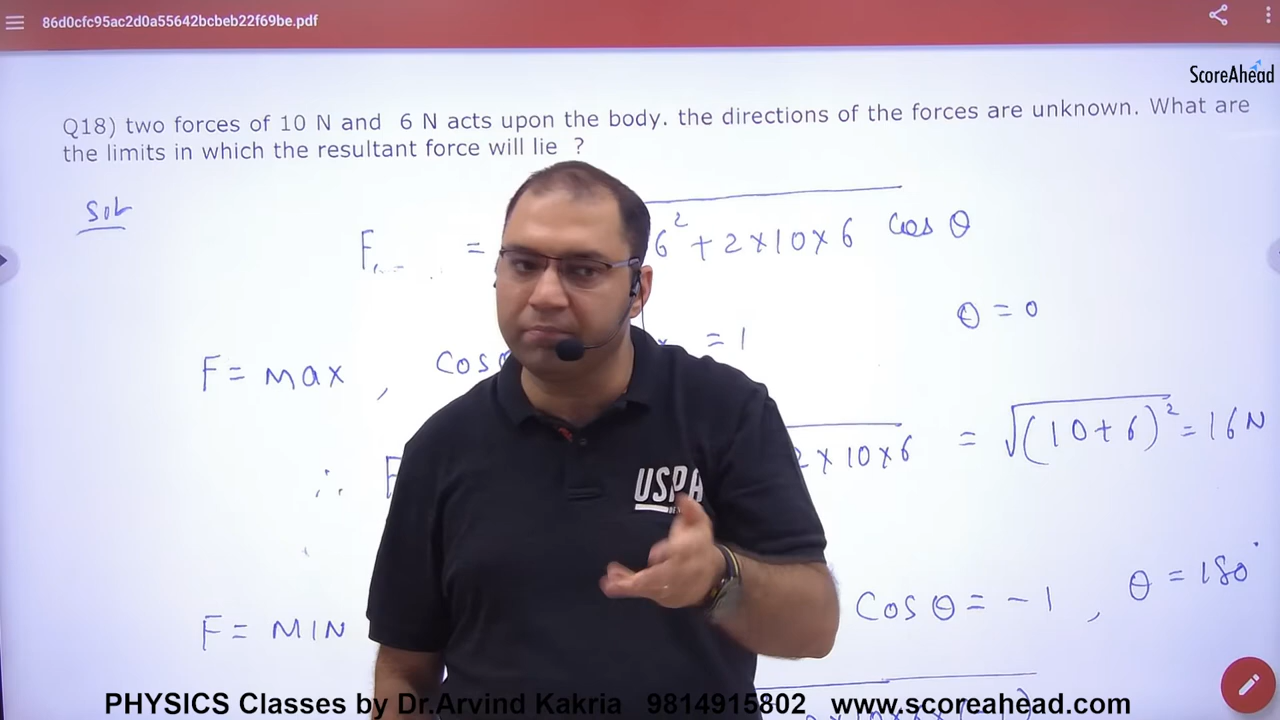 86d0cfc95ac2d0a55642bcbeb22f69be.pdf
ScoreAhead
Q18) two forces of 10 N and 6 N acts upon the body. the directions of the forces are unknown. What are
the limits in which the resultant force will lie ?
Sol
F = 6² + 2×10×6 Cos θ
θ = 0
F = max , Cosθ = 1
∴ F 2×10×6 = √(10+6)² = 16N
USPA
F = MIN Cos θ = -1 , θ = 180°
PHYSICS Classes by Dr.Arvind Kakria 9814915802 www.scoreahead.com